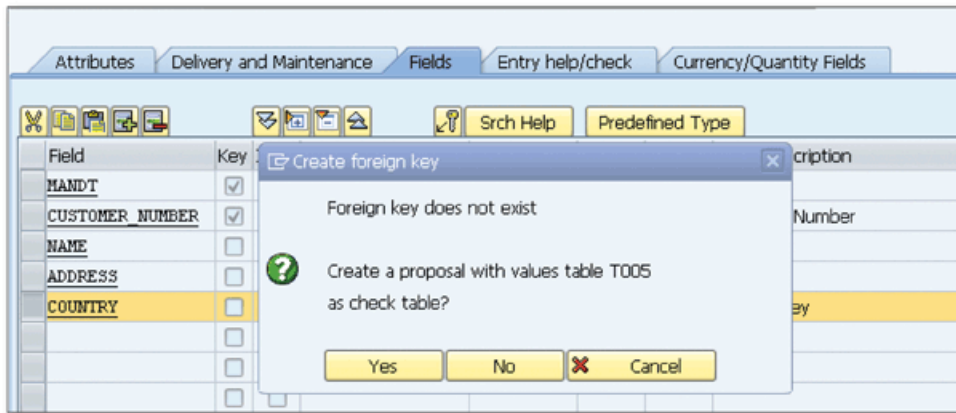 Attributes Delivery and Maintenance Fields Entry help/check Currency/Quantity Fields
Srch Help Predefined Type
Field Key cription
Create foreign key
MANDT
CUSTOMER_NUMBER Number
NAME
ADDRESS
COUNTRY ey
Foreign key does not exist
Create a proposal with values table T005
as check table?
Yes No Cancel